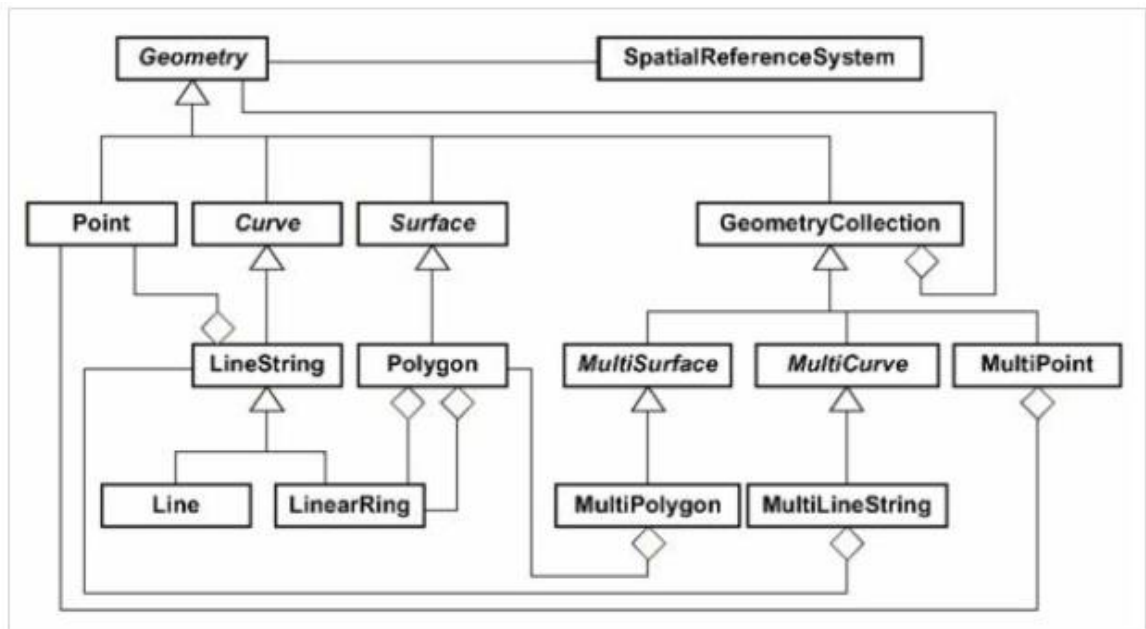 Geometry
SpatialReferenceSystem
Point
Curve
Surface
GeometryCollection
LineString
Polygon
MultiSurface
MultiCurve
MultiPoint
Line
LinearRing
MultiPolygon
MultiLineString